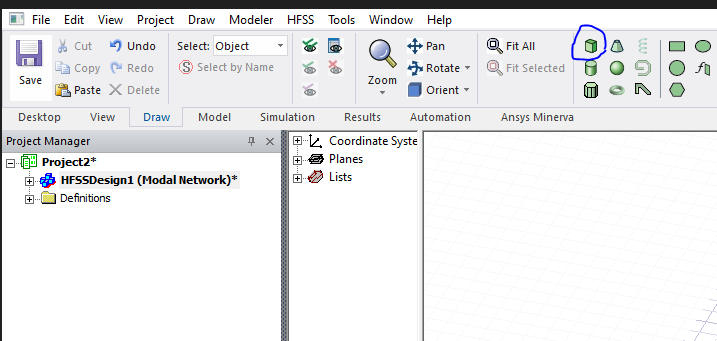 File Edit View Project Draw Modeler HFSS Tools Window Help
Save
Cut
Copy
Paste
Undo
Redo
Delete
Select: Object
Select by Name
Zoom
Pan
Rotate
Orient
Fit All
Fit Selected
Desktop View Draw Model Simulation Results Automation Ansys Minerva
Project Manager
Project2*
HFSSDesign1 (Modal Network)*
Definitions
Coordinate Syste
Planes
Lists